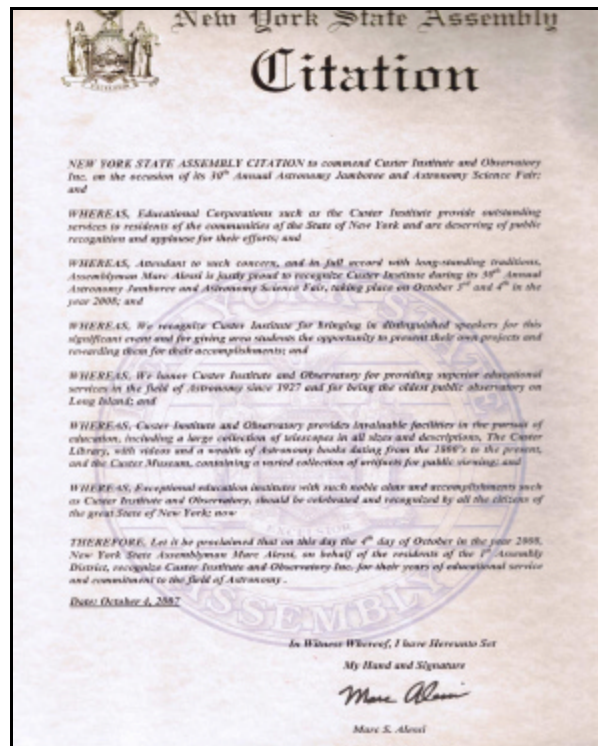 New York State Assembly
Citation
NEW YORK STATE ASSEMBLY CITATION to commend Custer Institute and Observatory
Inc. on the occasion of its 30th Annual Astronomy Jamboree and Astronomy Science Fair;
and
WHEREAS, Educational Corporations such as the Custer Institute provide outstanding
services to residents of the communities of the State of New York and are deserving of public
recognition and applause for their efforts; and
WHEREAS, Attendant to such concern, and in full accord with long-standing traditions,
Assemblyman Marc Alessi is justly proud to recognize Custer Institute during its 30th Annual
Astronomy Jamboree and Astronomy Science Fair, taking place on October 3rd and 4th in the
year 2008; and
WHEREAS, We recognize Custer Institute for bringing in distinguished speakers for this
significant event and for giving area students the opportunity to present their own projects and
rewarding them for their accomplishments; and
WHEREAS, We honor Custer Institute and Observatory for providing superior educational
services in the field of Astronomy since 1927 and for being the oldest public observatory on
Long Island; and
WHEREAS, Custer Institute and Observatory provides invaluable facilities in the pursuit of
education, including a large collection of telescopes in all sizes and descriptions, The Custer
Library, with videos and a wealth of Astronomy books dating from the 1800's to the present,
and the Custer Museum, containing a varied collection of artifacts for public viewing; and
WHEREAS, Exceptional education institutes with such noble aims and accomplishments such
as Custer Institute and Observatory, should be celebrated and recognized by all the citizens of
the great State of New York; now
THEREFORE, Let it be proclaimed that on this day the 4th day of October in the year 2008,
New York State Assemblyman Marc Alessi, on behalf of the residents of the 1st Assembly
District, recognize Custer Institute and Observatory Inc. for their years of educational service
and commitment to the field of Astronomy.
Date: October 4, 2007
In Witness Whereof, I have Hereunto Set
My Hand and Signature
Marc Alessi
Marc S. Alessi
YORK STATE
EXCELSIOR
ASSEMBLY